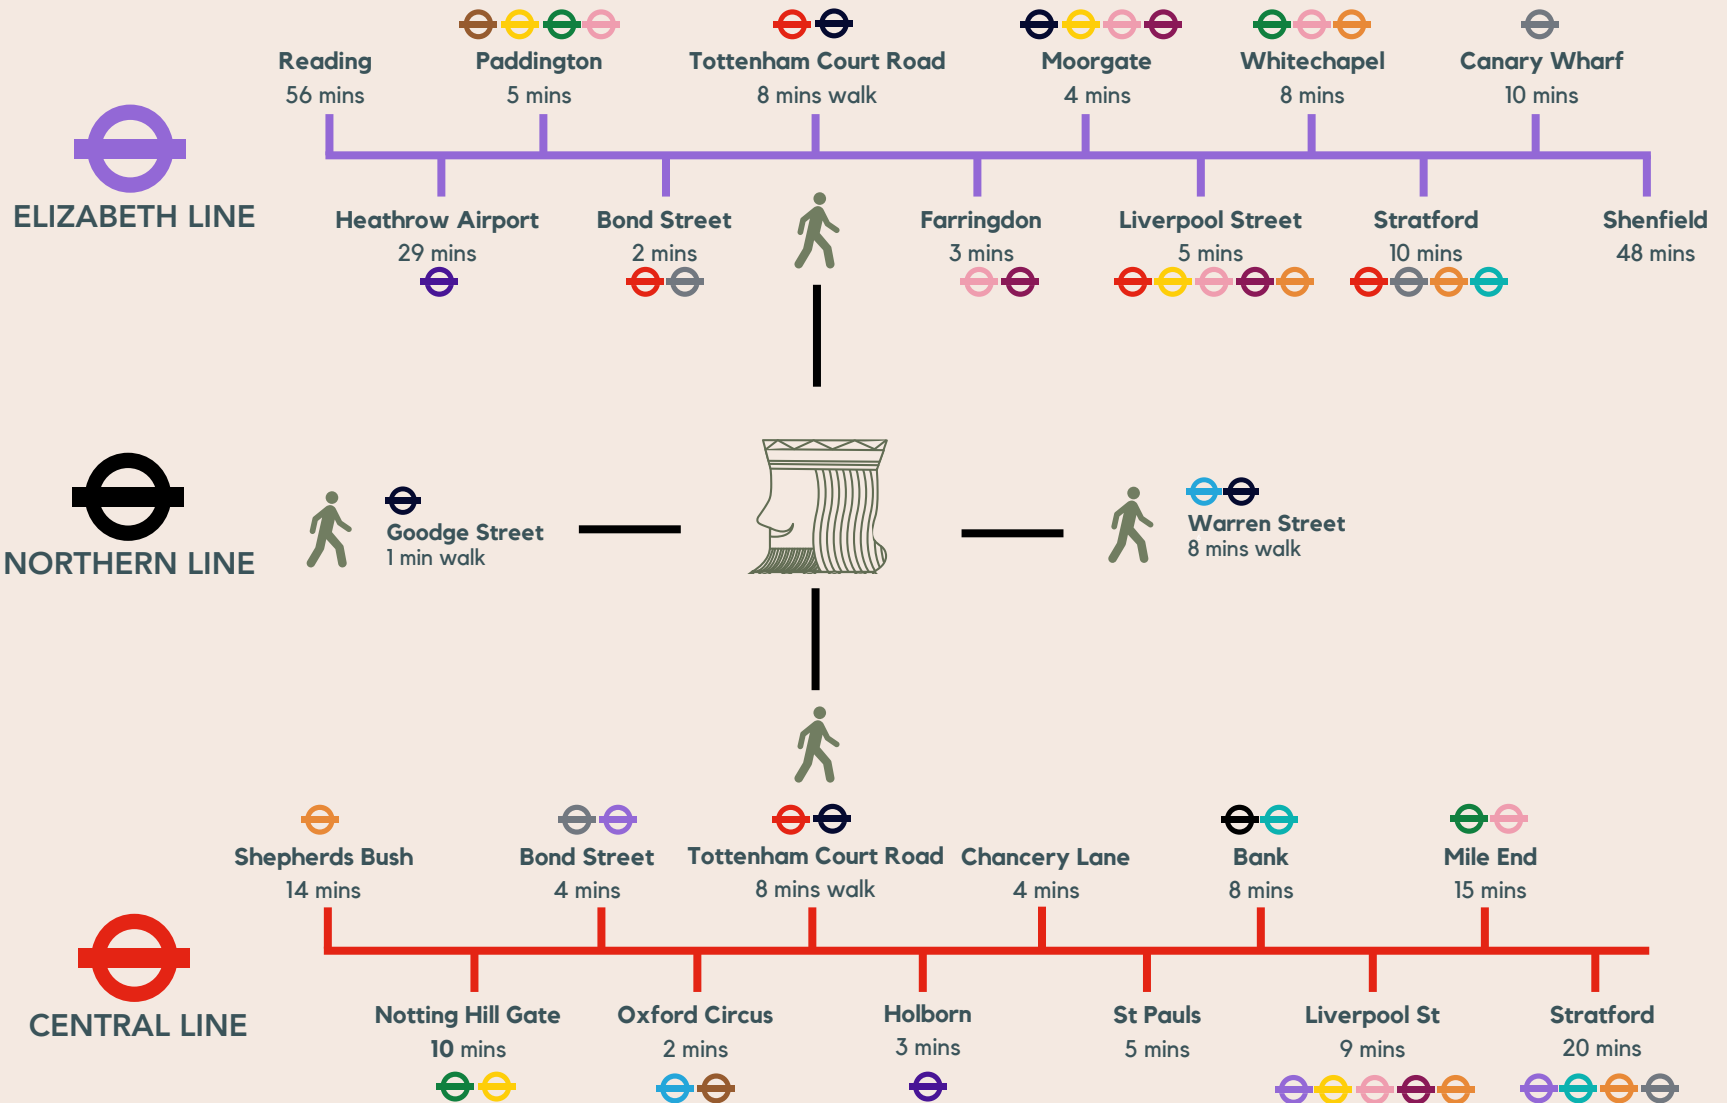 Reading
56 mins
Paddington
5 mins
Tottenham Court Road
8 mins walk
Moorgate
4 mins
Whitechapel
8 mins
Canary Wharf
10 mins
ELIZABETH LINE
Heathrow Airport
29 mins
Bond Street
2 mins
Farringdon
3 mins
Liverpool Street
5 mins
Stratford
10 mins
Shenfield
48 mins
NORTHERN LINE
Goodge Street
1 min walk
Warren Street
8 mins walk
Shepherds Bush
14 mins
Bond Street
4 mins
Tottenham Court Road
8 mins walk
Chancery Lane
4 mins
Bank
8 mins
Mile End
15 mins
CENTRAL LINE
Notting Hill Gate
10 mins
Oxford Circus
2 mins
Holborn
3 mins
St Pauls
5 mins
Liverpool St
9 mins
Stratford
20 mins